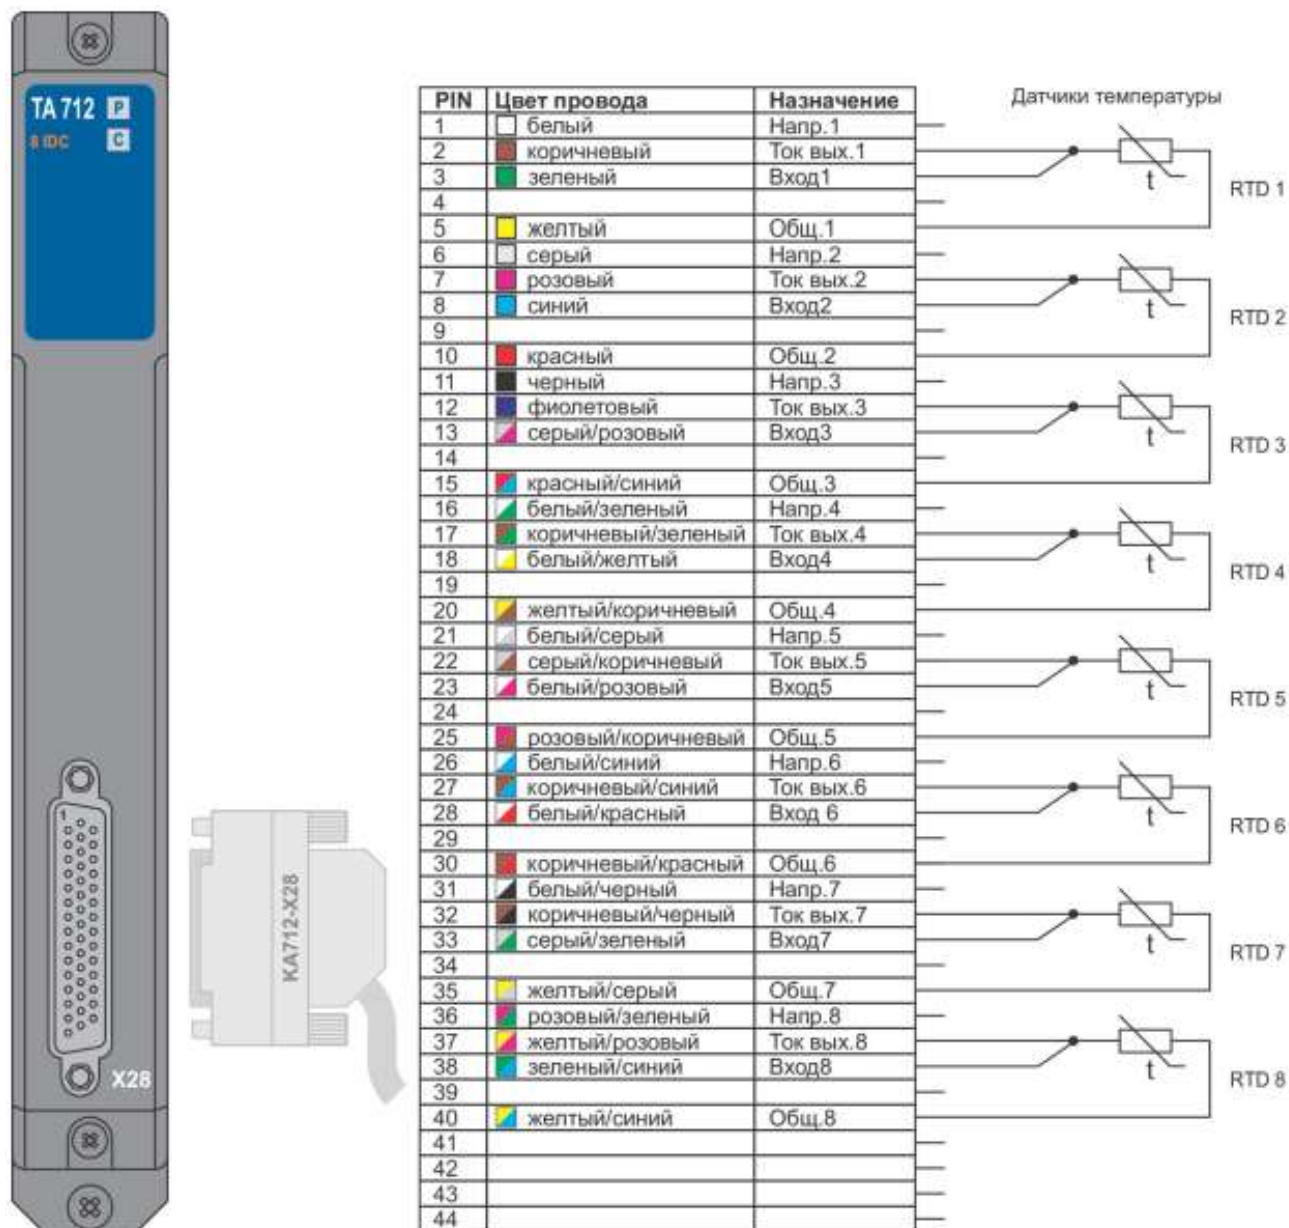 TA 712 P
8 IDC C
1
X28
KA712-X28
PIN Цвет провода Назначение
1 белый Напр.1
2 коричневый Ток вых.1
3 зеленый Вход1
4
5 желтый Общ.1
6 серый Напр.2
7 розовый Ток вых.2
8 синий Вход2
9
10 красный Общ.2
11 черный Напр.3
12 фиолетовый Ток вых.3
13 серый/розовый Вход3
14
15 красный/синий Общ.3
16 белый/зеленый Напр.4
17 коричневый/зеленый Ток вых.4
18 белый/желтый Вход4
19
20 желтый/коричневый Общ.4
21 белый/серый Напр.5
22 серый/коричневый Ток вых.5
23 белый/розовый Вход5
24
25 розовый/коричневый Общ.5
26 белый/синий Напр.6
27 коричневый/синий Ток вых.6
28 белый/красный Вход 6
29
30 коричневый/красный Общ.6
31 белый/черный Напр.7
32 коричневый/черный Ток вых.7
33 серый/зеленый Вход7
34
35 желтый/серый Общ.7
36 розовый/зеленый Напр.8
37 желтый/розовый Ток вых.8
38 зеленый/синий Вход8
39
40 желтый/синий Общ.8
41
42
43
44
Датчики температуры
t RTD 1
t RTD 2
t RTD 3
t RTD 4
t RTD 5
t RTD 6
t RTD 7
t RTD 8